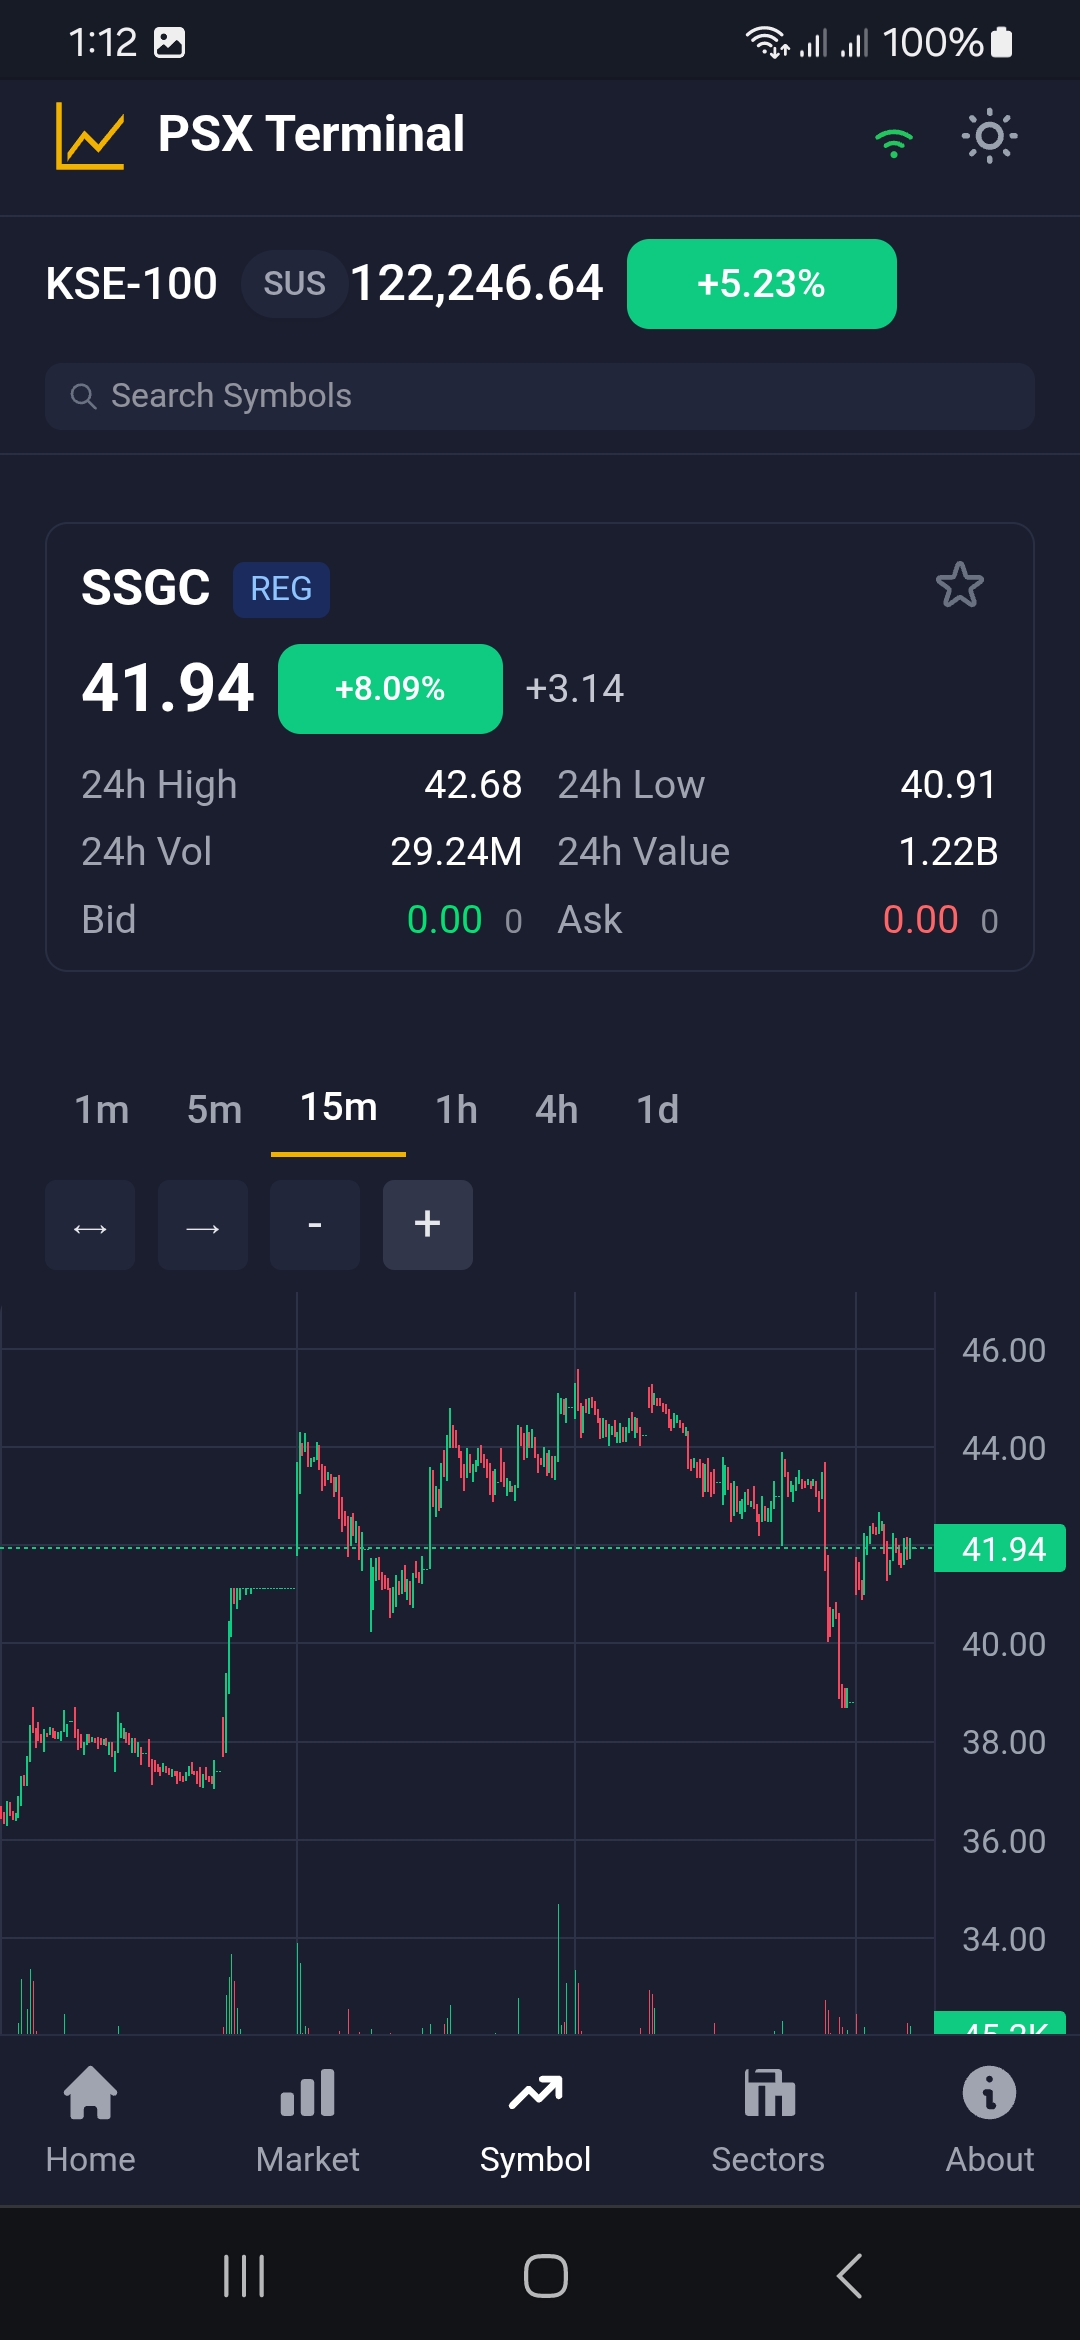 1:12 100%
PSX Terminal
KSE-100 SUS 122,246.64 +5.23%
Search Symbols
SSGC REG
41.94 +8.09% +3.14
24h High 42.68 24h Low 40.91
24h Vol 29.24M 24h Value 1.22B
Bid 0.00 0 Ask 0.00 0
1m 5m 15m 1h 4h 1d
- +
46.00
44.00
41.94
40.00
38.00
36.00
34.00
Home Market Symbol Sectors About